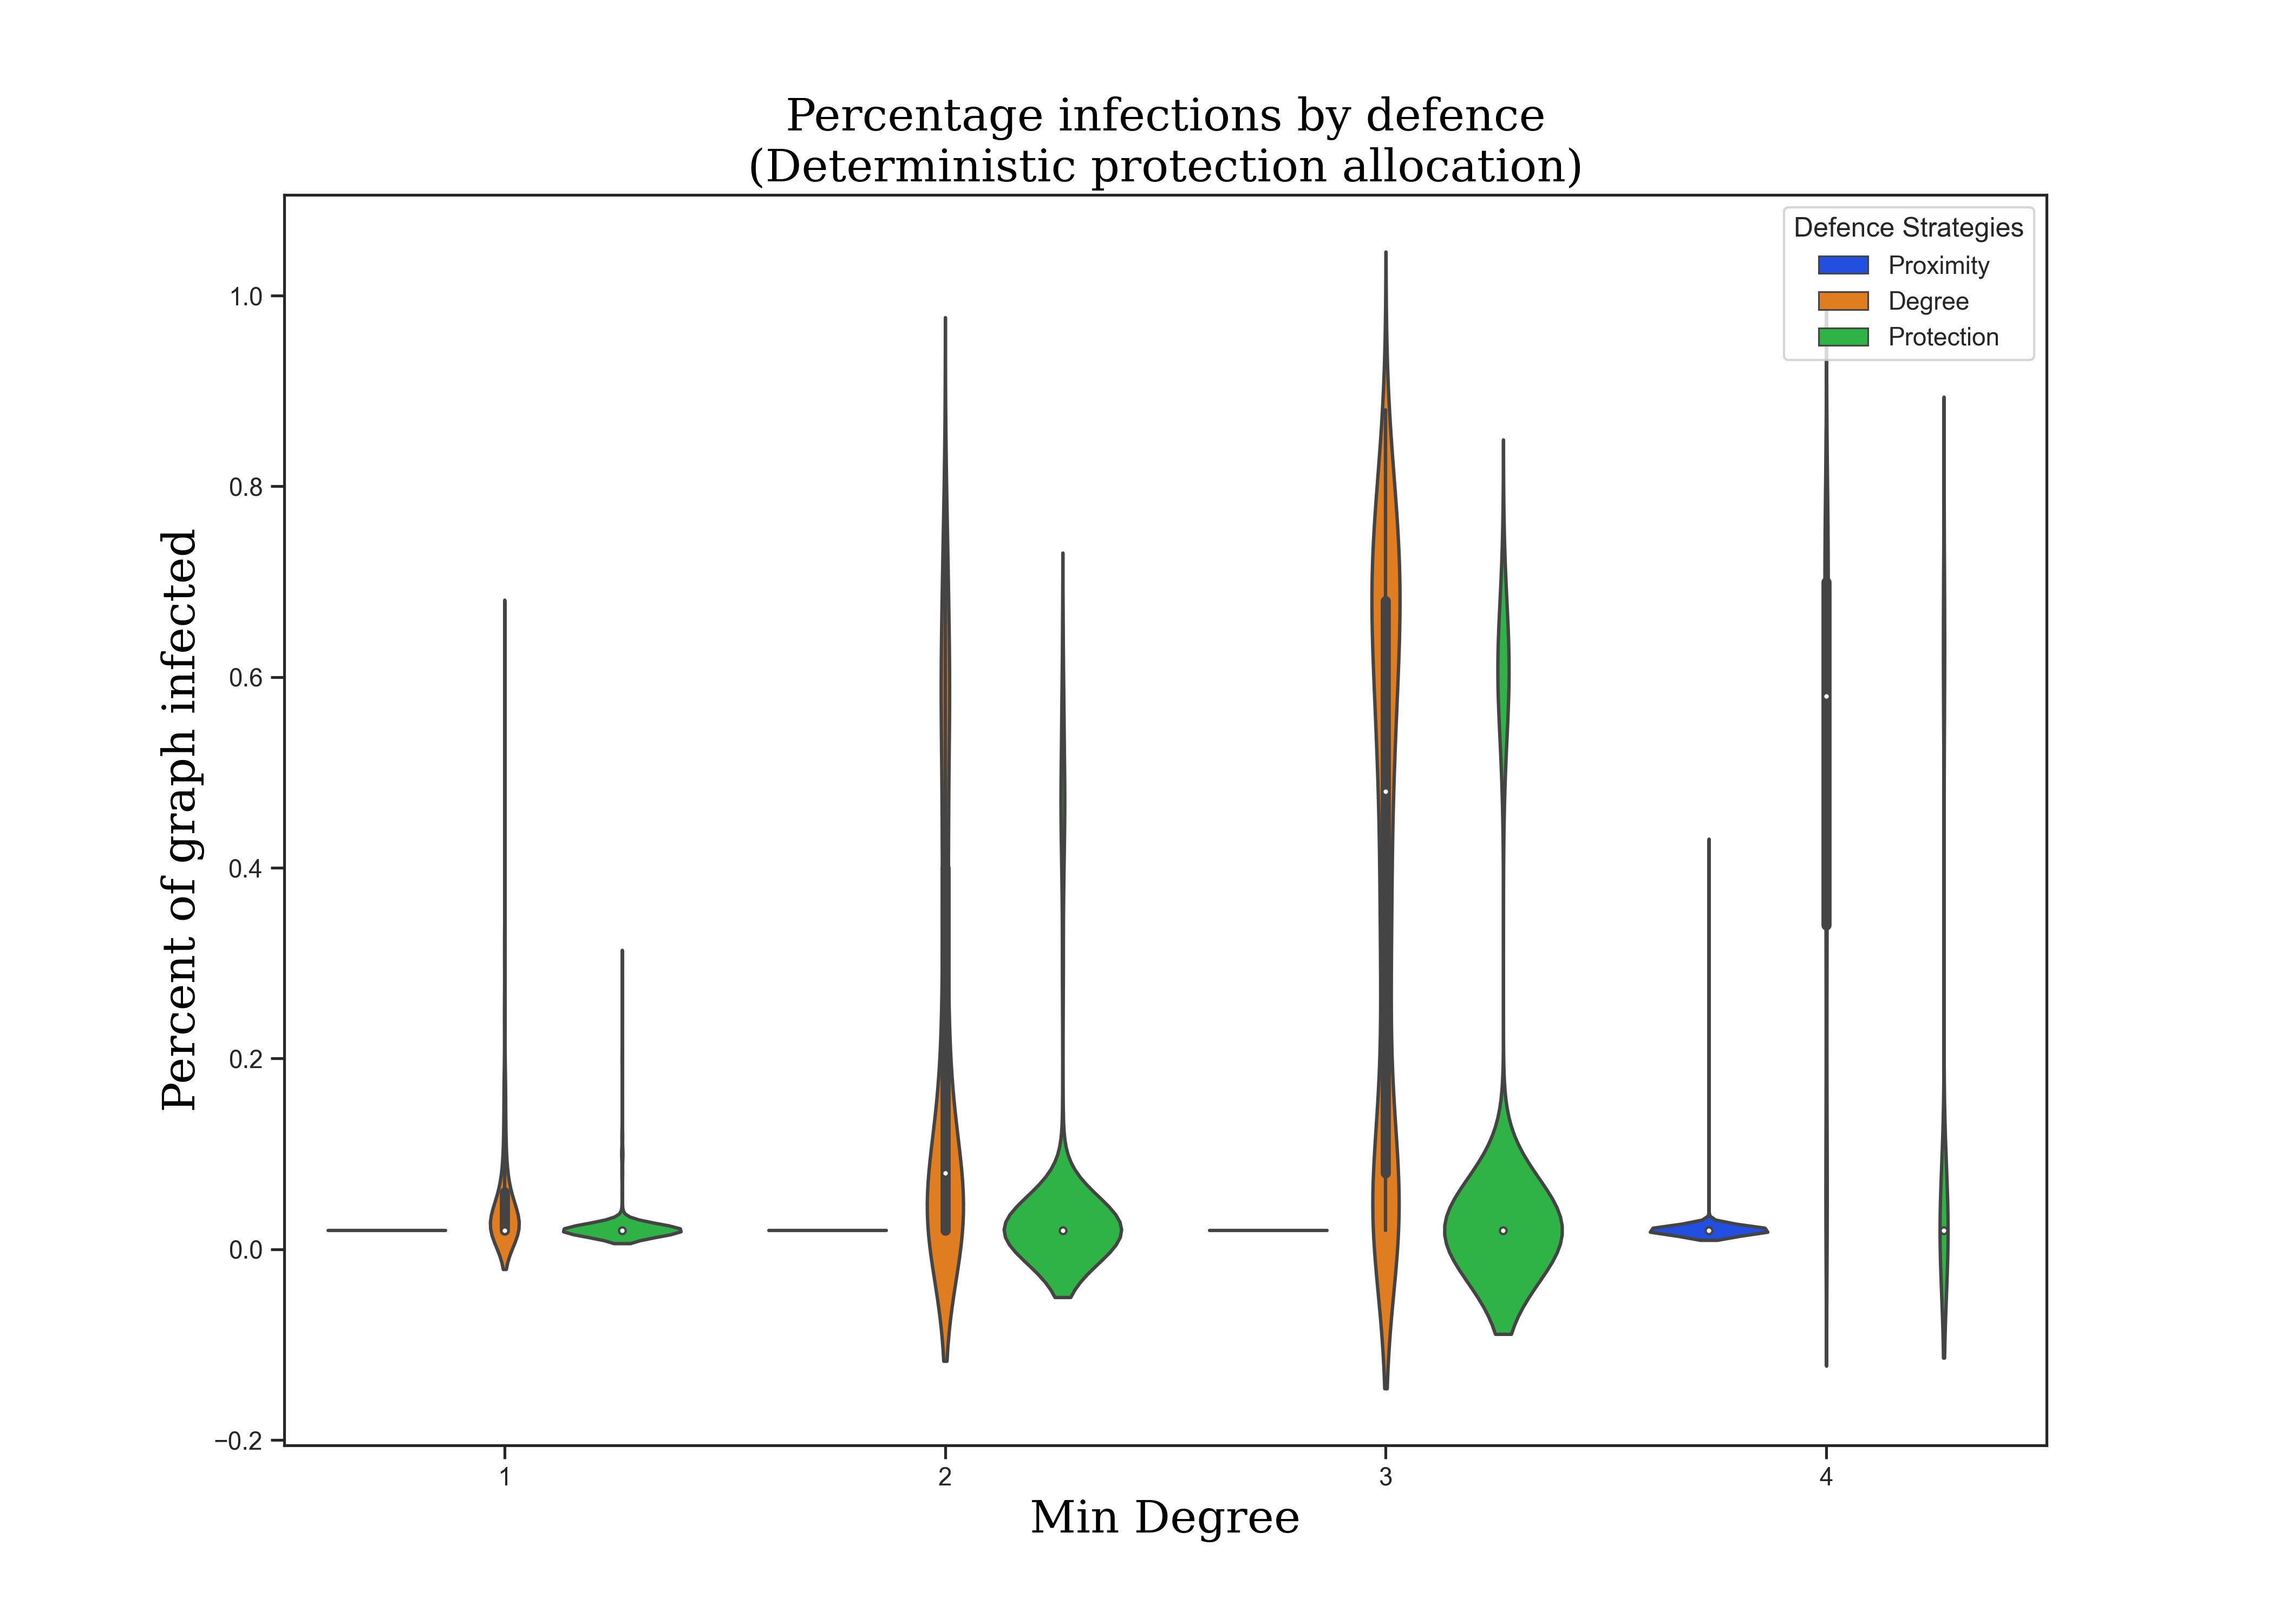 Percentage infections by defence
(Deterministic protection allocation)
Defence Strategies
Proximity
Degree
Protection
Percent of graph infected
1.0
0.8
0.6
0.4
0.2
0.0
−0.2
1
2
3
4
Min Degree